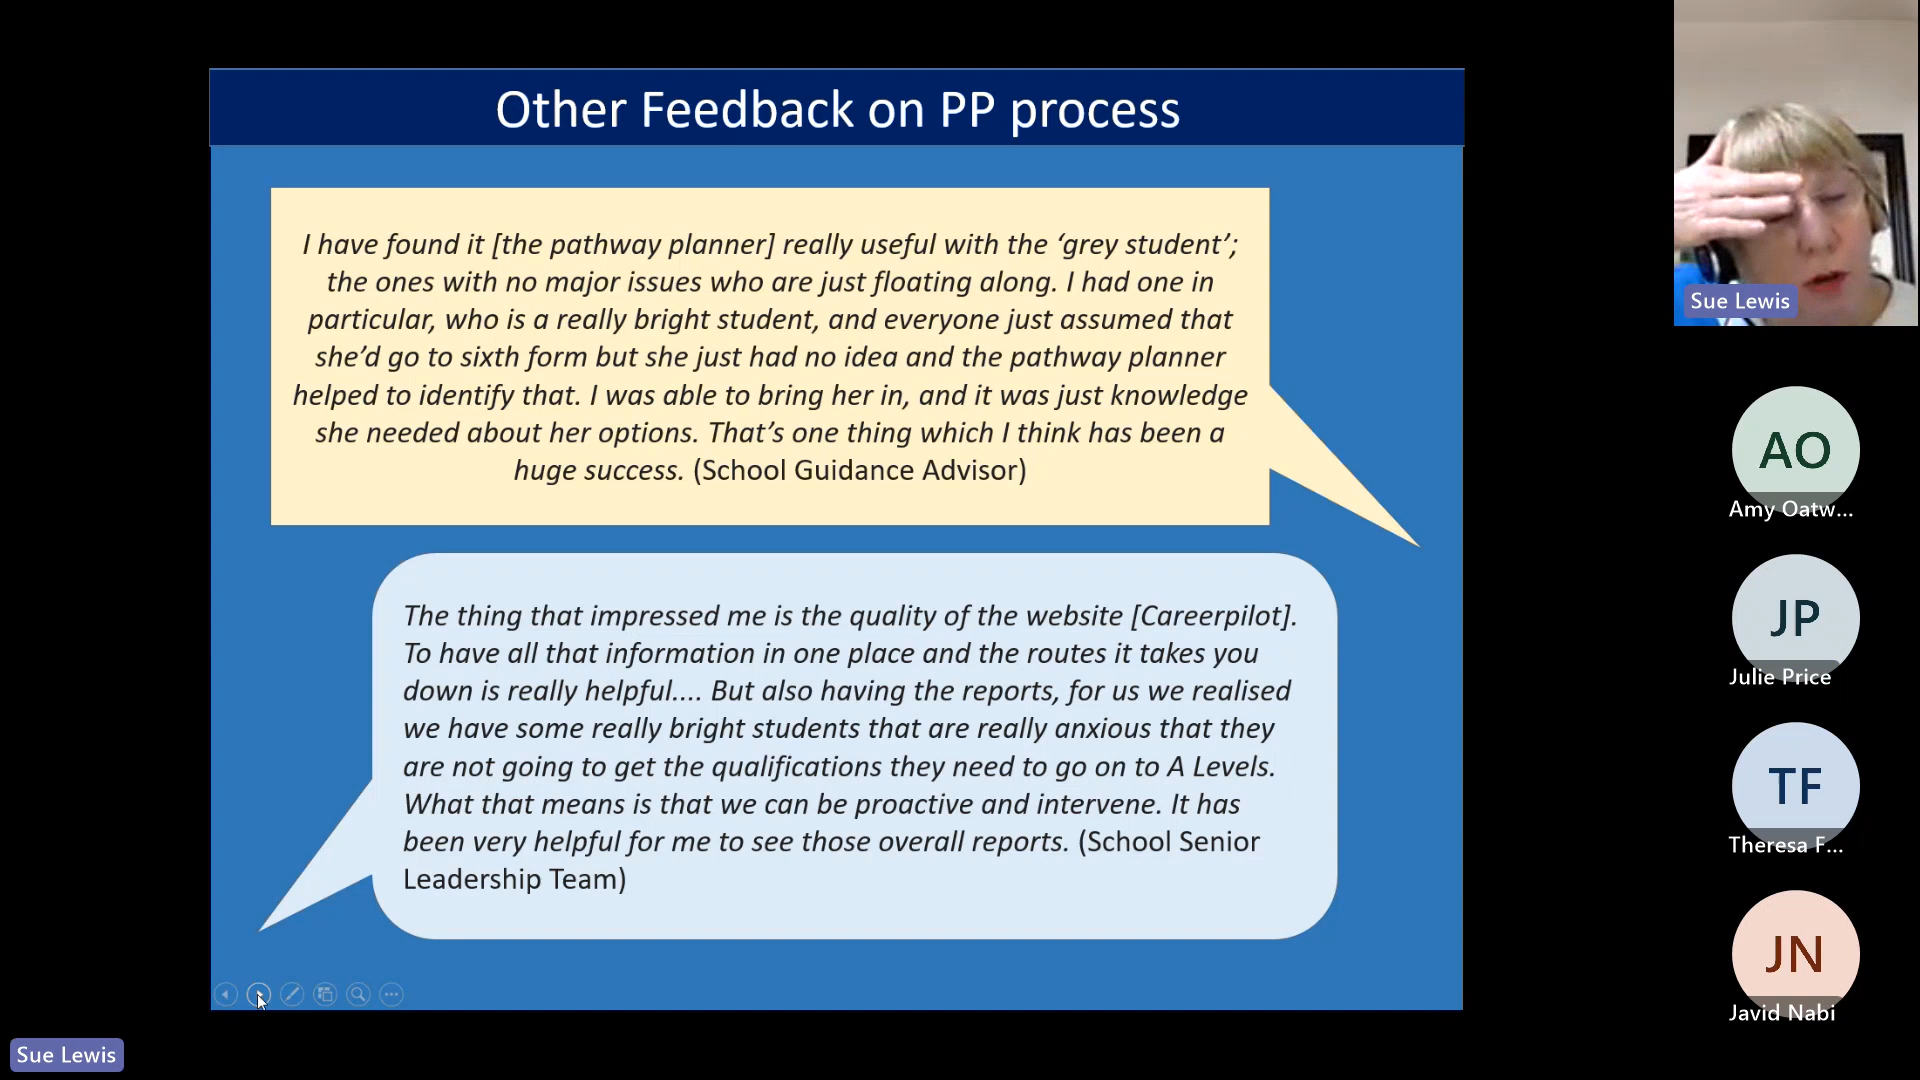 Other Feedback on PP process
I have found it [the pathway planner] really useful with the ‘grey student’;
the ones with no major issues who are just floating along. I had one in
particular, who is a really bright student, and everyone just assumed that
she’d go to sixth form but she just had no idea and the pathway planner
helped to identify that. I was able to bring her in, and it was just knowledge
she needed about her options. That’s one thing which I think has been a
huge success. (School Guidance Advisor)
The thing that impressed me is the quality of the website [Careerpilot].
To have all that information in one place and the routes it takes you
down is really helpful.... But also having the reports, for us we realised
we have some really bright students that are really anxious that they
are not going to get the qualifications they need to go on to A Levels.
What that means is that we can be proactive and intervene. It has
been very helpful for me to see those overall reports. (School Senior
Leadership Team)
Sue Lewis
AO
Amy Oatw...
JP
Julie Price
TF
Theresa F...
JN
Javid Nabi
Sue Lewis